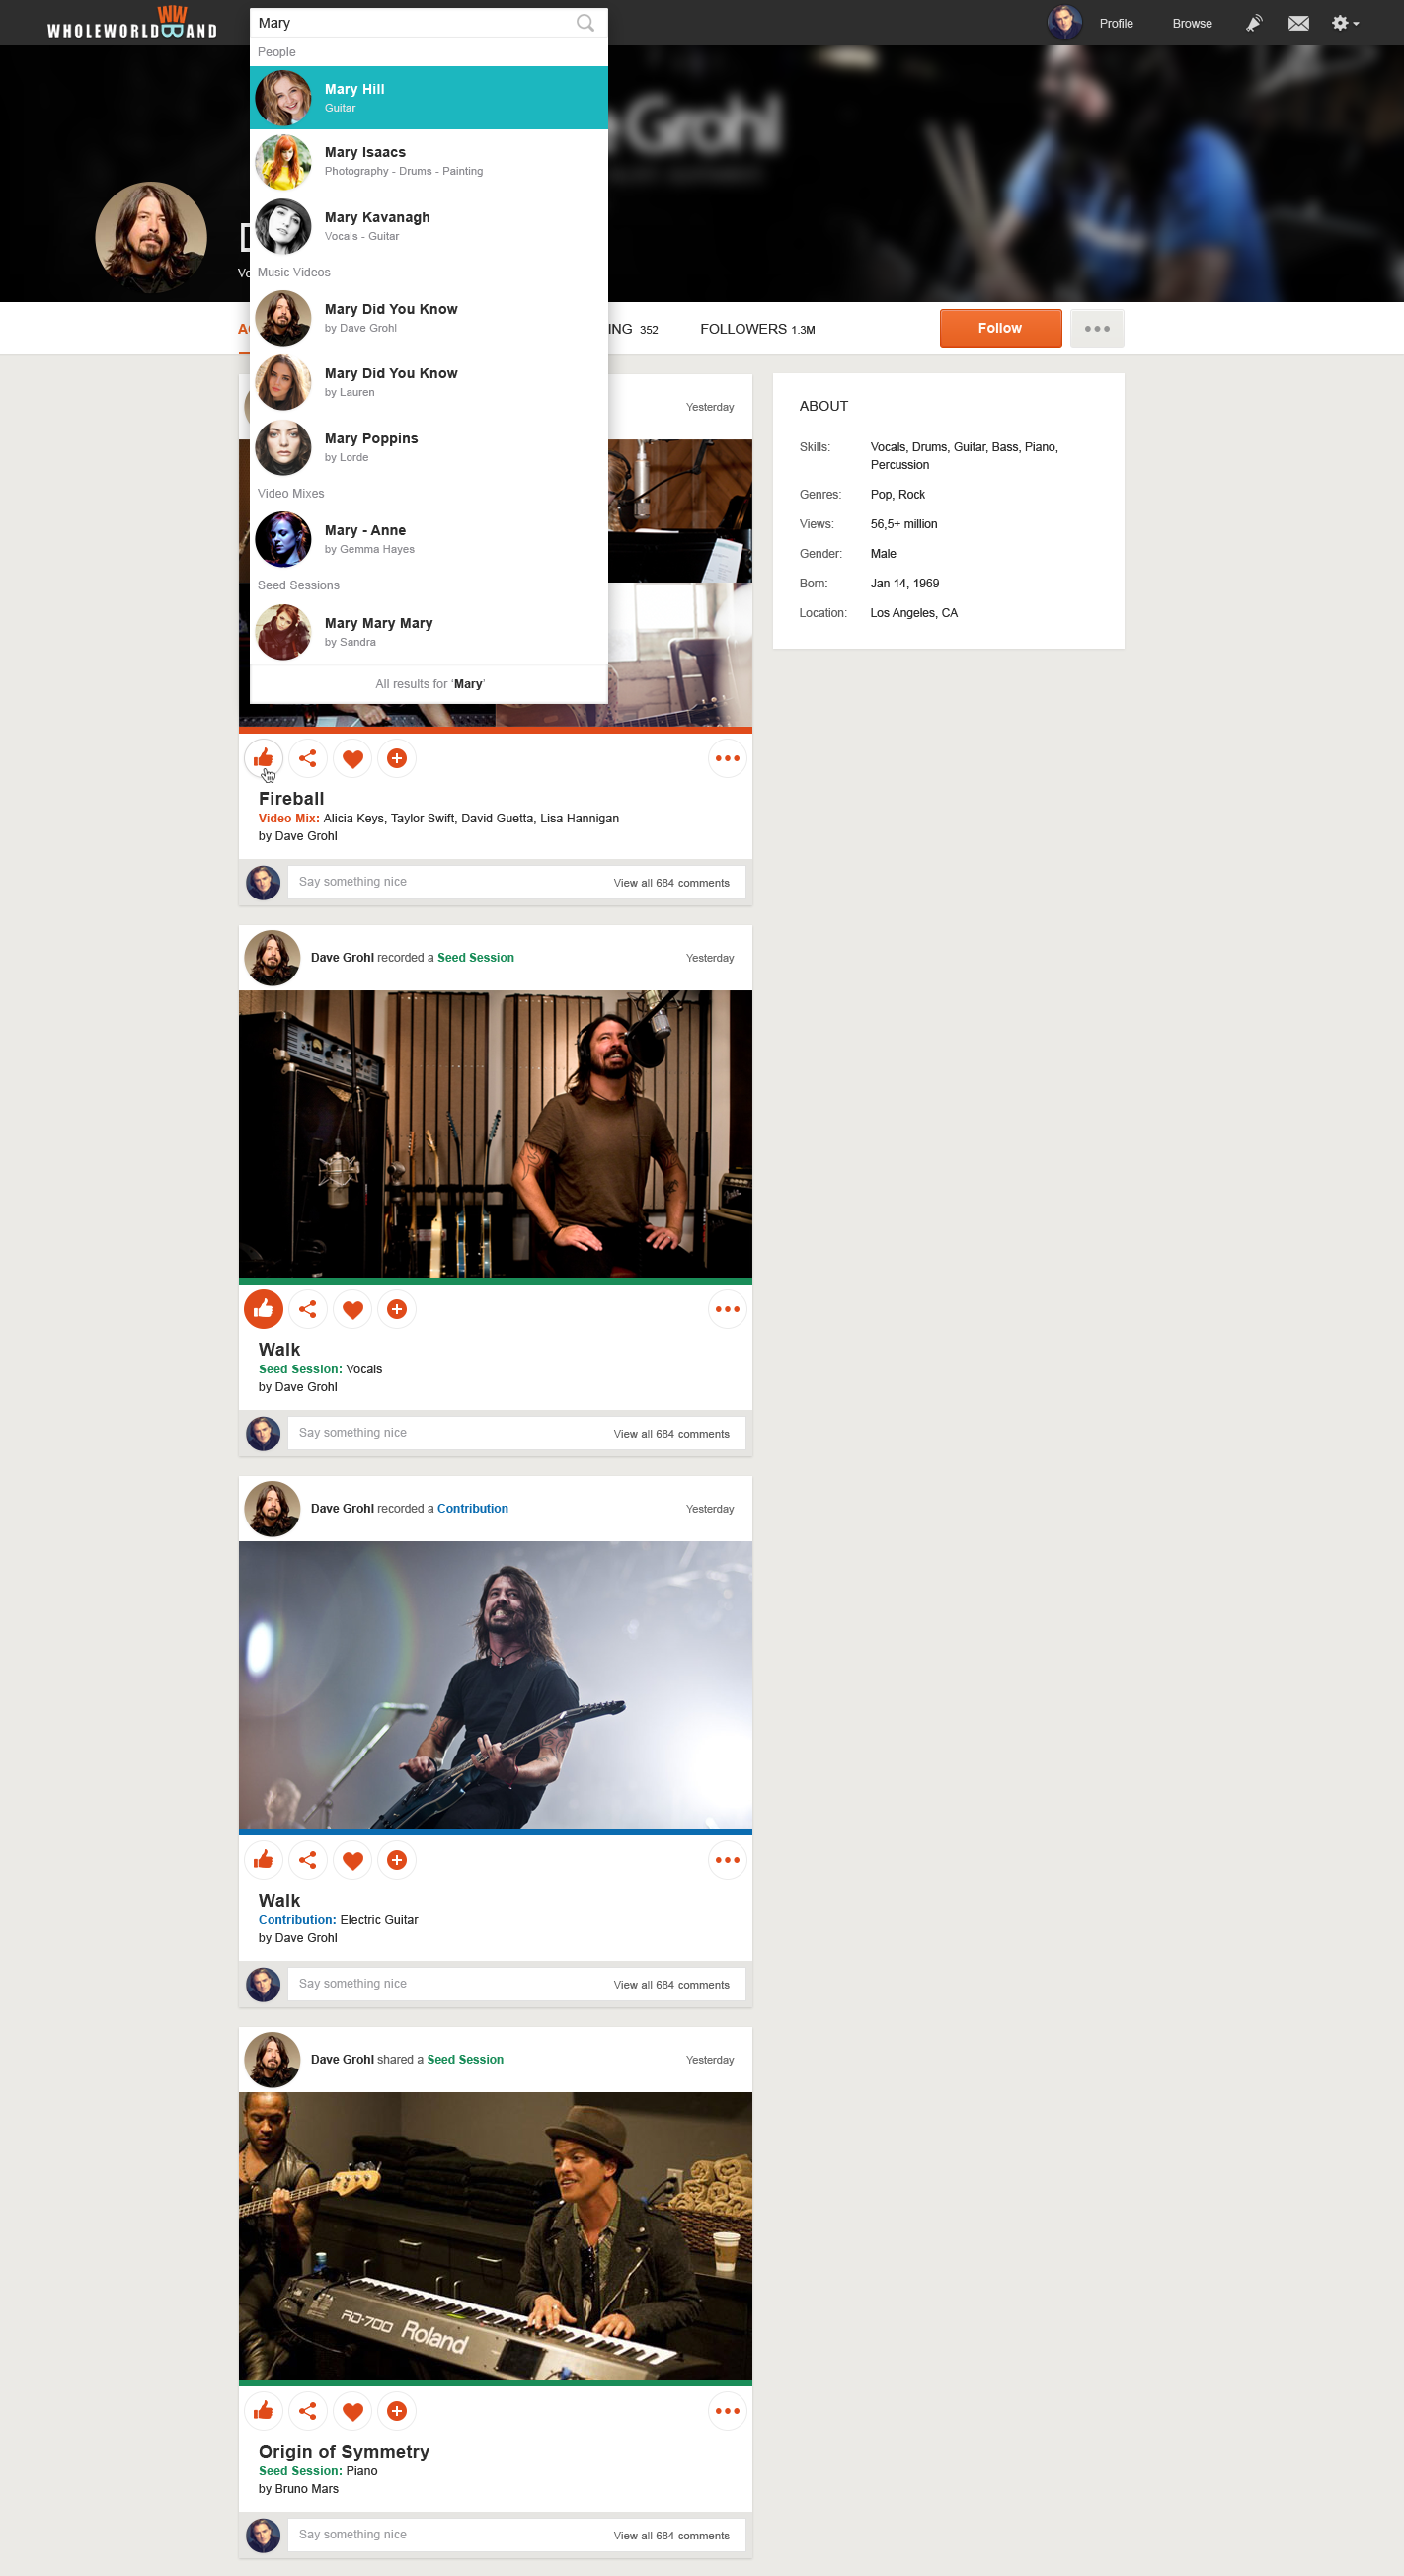 WHOLEWORLDBAND
Mary
Profile
Browse
People
Mary Hill
Guitar
Mary Isaacs
Photography - Drums - Painting
Mary Kavanagh
Vocals - Guitar
Music Videos
Mary Did You Know
by Dave Grohl
Mary Did You Know
by Lauren
Mary Poppins
by Lorde
Video Mixes
Mary - Anne
by Gemma Hayes
Seed Sessions
Mary Mary Mary
by Sandra
All results for ‘Mary’
Grohl
ING 352
FOLLOWERS 1.3M
Follow
Yesterday
ABOUT
Skills: Vocals, Drums, Guitar, Bass, Piano,
Percussion
Genres: Pop, Rock
Views: 56,5+ million
Gender: Male
Born: Jan 14, 1969
Location: Los Angeles, CA
Fireball
Video Mix: Alicia Keys, Taylor Swift, David Guetta, Lisa Hannigan
by Dave Grohl
Say something nice
View all 684 comments
Dave Grohl recorded a Seed Session
Yesterday
Walk
Seed Session: Vocals
by Dave Grohl
Say something nice
View all 684 comments
Dave Grohl recorded a Contribution
Yesterday
Walk
Contribution: Electric Guitar
by Dave Grohl
Say something nice
View all 684 comments
Dave Grohl shared a Seed Session
Yesterday
RD-700 Roland
Origin of Symmetry
Seed Session: Piano
by Bruno Mars
Say something nice
View all 684 comments